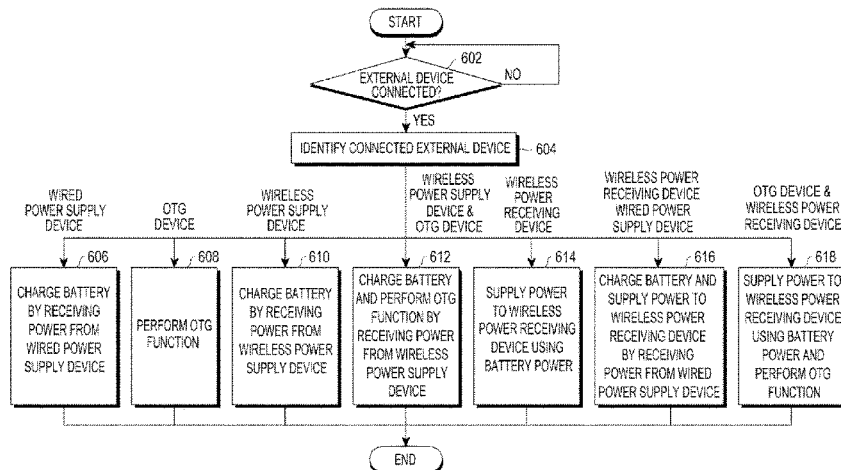 START
602
EXTERNAL DEVICE
CONNECTED?
NO
YES
IDENTIFY CONNECTED EXTERNAL DEVICE
604
WIRED
POWER SUPPLY
DEVICE
OTG
DEVICE
WIRELESS
POWER SUPPLY
DEVICE
WIRELESS
POWER SUPPLY
DEVICE &
OTG DEVICE
WIRELESS
POWER
RECEIVING
DEVICE
WIRELESS POWER
RECEIVING DEVICE
WIRED POWER
SUPPLY DEVICE
OTG DEVICE &
WIRELESS POWER
RECEIVING DEVICE
606
CHARGE BATTERY
BY RECEIVING
POWER FROM
WIRED POWER
SUPPLY DEVICE
608
PERFORM OTG
FUNCTION
610
CHARGE BATTERY
BY RECEIVING
POWER FROM
WIRELESS POWER
SUPPLY DEVICE
612
CHARGE BATTERY
AND PERFORM OTG
FUNCTION BY
RECEIVING POWER
FROM WIRELESS
POWER SUPPLY
DEVICE
614
SUPPLY POWER
TO WIRELESS
POWER RECEIVING
DEVICE USING
BATTERY POWER
616
CHARGE BATTERY AND
SUPPLY POWER TO
WIRELESS POWER
RECEIVING DEVICE
BY RECEIVING
POWER FROM WIRED
POWER SUPPLY DEVICE
618
SUPPLY POWER TO
WIRELESS POWER
RECEIVING DEVICE
USING BATTERY
POWER AND
PERFORM OTG
FUNCTION
END